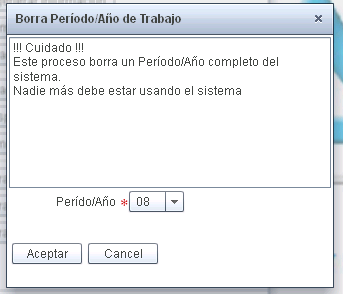 Borra Período/Año de Trabajo
!!! Cuidado !!!
Este proceso borra un Período/Año completo del
sistema.
Nadie más debe estar usando el sistema
Perído/Año * 08
Aceptar Cancel